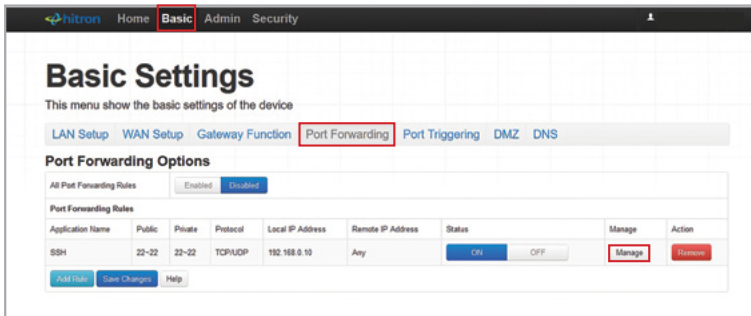 hitron Home Basic Admin Security
Basic Settings
This menu show the basic settings of the device
LAN Setup WAN Setup Gateway Function Port Forwarding Port Triggering DMZ DNS
Port Forwarding Options
All Port Forwarding Rules Enabled Disabled
Port Forwarding Rules
Application Name Public Private Protocol Local IP Address Remote IP Address Status Manage Action
SSH 22~22 22~22 TCP/UDP 192.168.0.10 Any ON OFF Manage Remove
Add Rule Save Changes Help